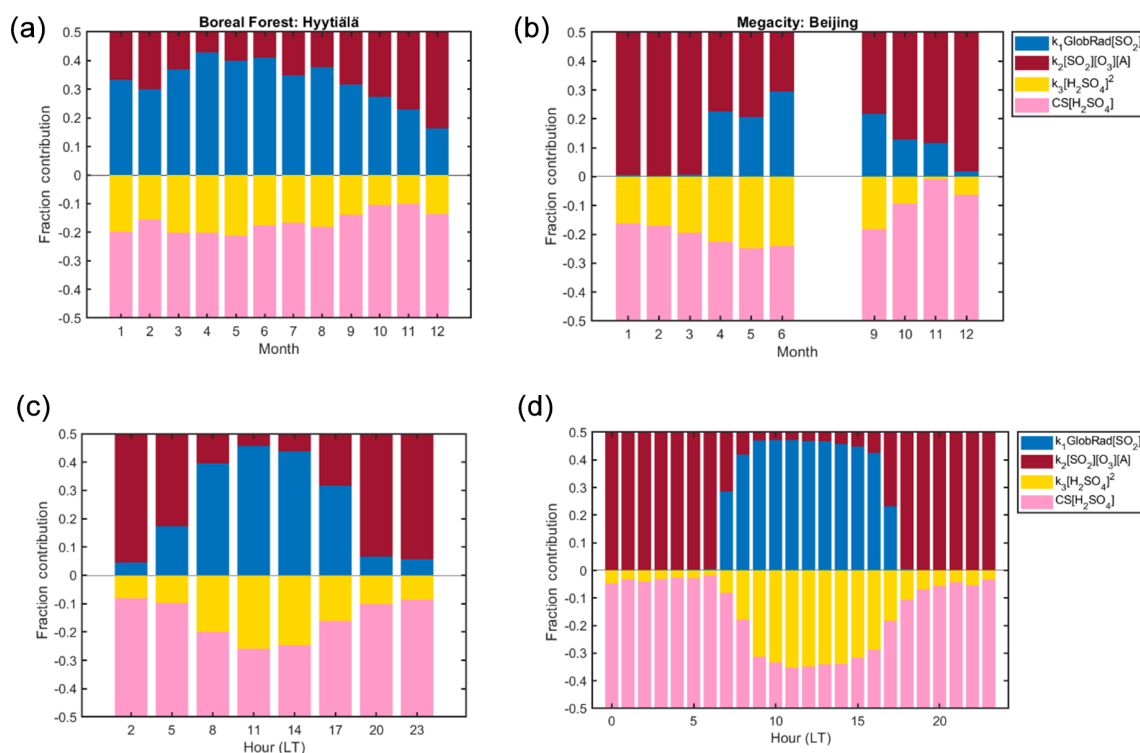 (a)
Boreal Forest: Hyytiälä
0.5
0.4
0.3
0.2
0.1
0
-0.1
-0.2
-0.3
-0.4
-0.5
Fraction contribution
1 2 3 4 5 6 7 8 9 10 11 12
Month
(b)
Megacity: Beijing
0.5
0.4
0.3
0.2
0.1
0
-0.1
-0.2
-0.3
-0.4
-0.5
Fraction contribution
1 2 3 4 5 6 9 10 11 12
Month
k₁GlobRad[SO₂]
k₂[SO₂][O₃][A]
k₃[H₂SO₄]²
CS[H₂SO₄]
(c)
0.5
0.4
0.3
0.2
0.1
0
-0.1
-0.2
-0.3
-0.4
-0.5
Fraction contribution
2 5 8 11 14 17 20 23
Hour (LT)
(d)
0.5
0.4
0.3
0.2
0.1
0
-0.1
-0.2
-0.3
-0.4
-0.5
Fraction contribution
0 5 10 15 20
Hour (LT)
k₁GlobRad[SO₂]
k₂[SO₂][O₃][A]
k₃[H₂SO₄]²
CS[H₂SO₄]